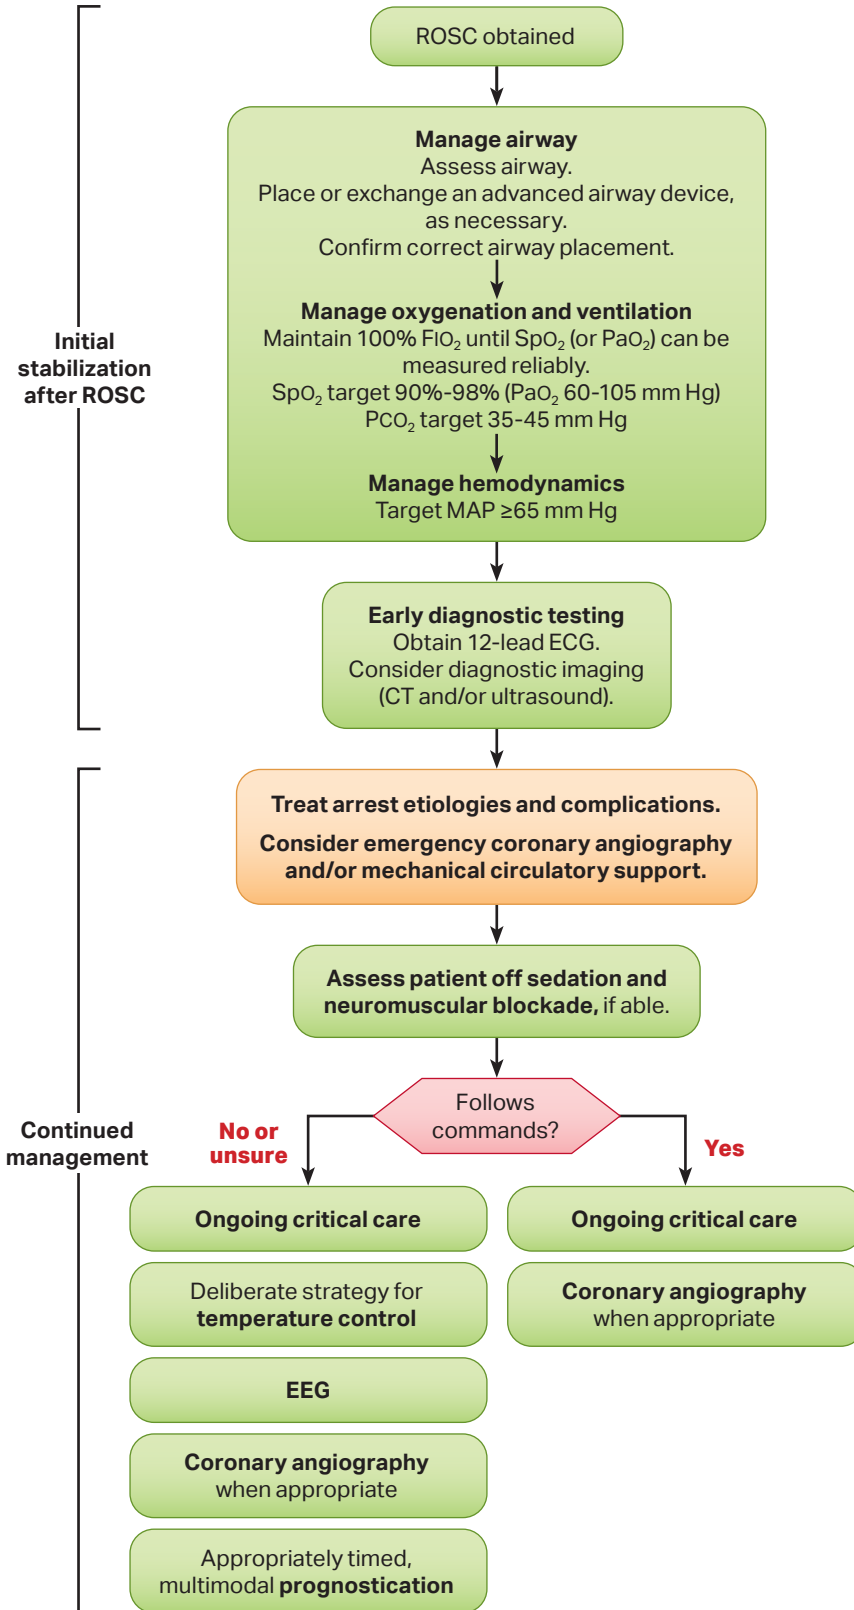 ROSC obtained
Manage airway
Assess airway.
Place or exchange an advanced airway device,
as necessary.
Confirm correct airway placement.
Manage oxygenation and ventilation
Maintain 100% FIO₂ until SpO₂ (or PaO₂) can be
measured reliably.
SpO₂ target 90%-98% (PaO₂ 60-105 mm Hg)
PCO₂ target 35-45 mm Hg
Manage hemodynamics
Target MAP ≥65 mm Hg
Initial
stabilization
after ROSC
Early diagnostic testing
Obtain 12-lead ECG.
Consider diagnostic imaging
(CT and/or ultrasound).
Treat arrest etiologies and complications.
Consider emergency coronary angiography
and/or mechanical circulatory support.
Assess patient off sedation and
neuromuscular blockade, if able.
Follows
commands?
Continued
management
No or
unsure
Yes
Ongoing critical care
Deliberate strategy for
temperature control
EEG
Coronary angiography
when appropriate
Appropriately timed,
multimodal prognostication
Ongoing critical care
Coronary angiography
when appropriate